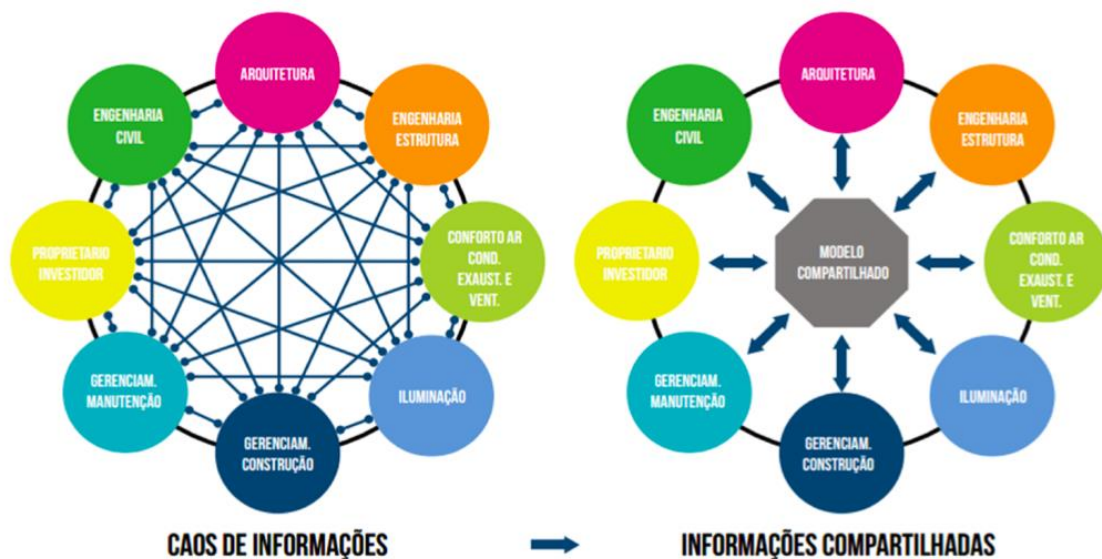 ARQUITETURA
ENGENHARIA
CIVIL
ENGENHARIA
ESTRUTURA
PROPRIETARIO
INVESTIDOR
CONFORTO AR
COND.
EXAUST. E
VENT.
GERENCIAM.
MANUTENÇÃO
ILUMINAÇÃO
GERENCIAM.
CONSTRUÇÃO
CAOS DE INFORMAÇÕES
ARQUITETURA
ENGENHARIA
CIVIL
ENGENHARIA
ESTRUTURA
PROPRIETARIO
INVESTIDOR
MODELO
COMPARTILHADO
CONFORTO AR
COND.
EXAUST. E
VENT.
GERENCIAM.
MANUTENÇÃO
ILUMINAÇÃO
GERENCIAM.
CONSTRUÇÃO
INFORMAÇÕES COMPARTILHADAS